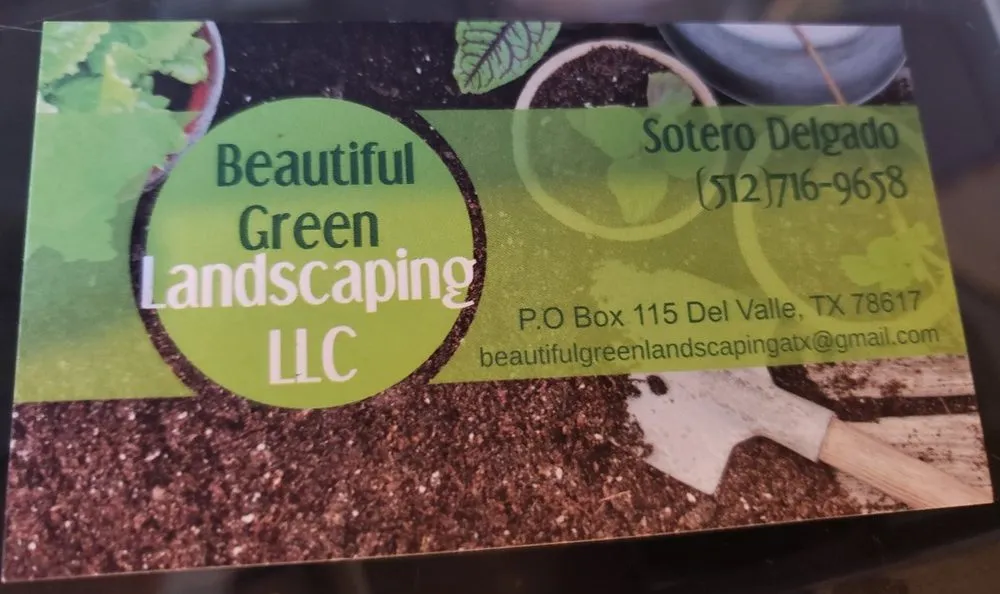 Beautiful
Green
Landscaping
LLC
Sotero Delgado
(512)716-9658
P.O Box 115 Del Valle, TX 78617
beautifulgreenlandscapingatx@gmail.com